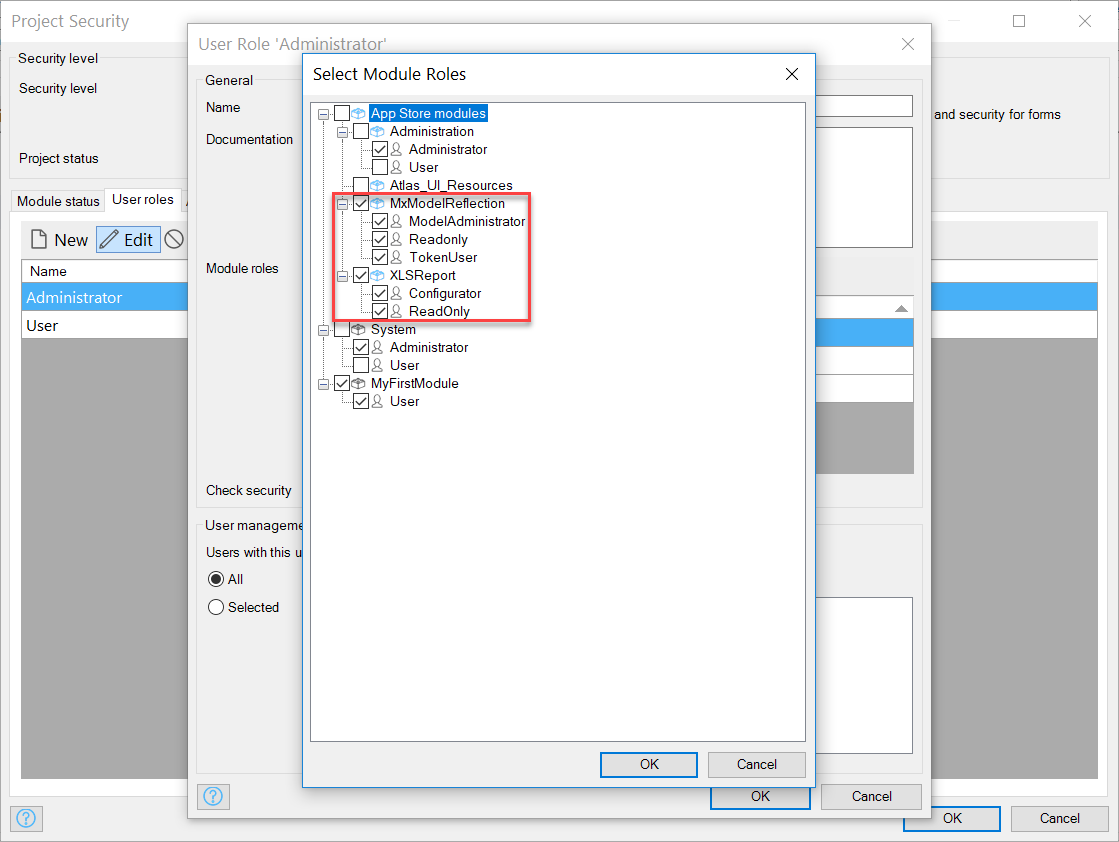 Project Security
User Role 'Administrator'
Select Module Roles
Security level
Security level
Project status
and security for forms
Module status
User roles
New
Edit
Name
Administrator
User
General
Name
Documentation
Module roles
Check security
User manageme
Users with this u
All
Selected
App Store modules
Administration
Administrator
User
Atlas_UI_Resources
MxModelReflection
ModelAdministrator
Readonly
TokenUser
XLSReport
Configurator
ReadOnly
System
Administrator
User
MyFirstModule
User
OK
Cancel
OK
Cancel
OK
Cancel